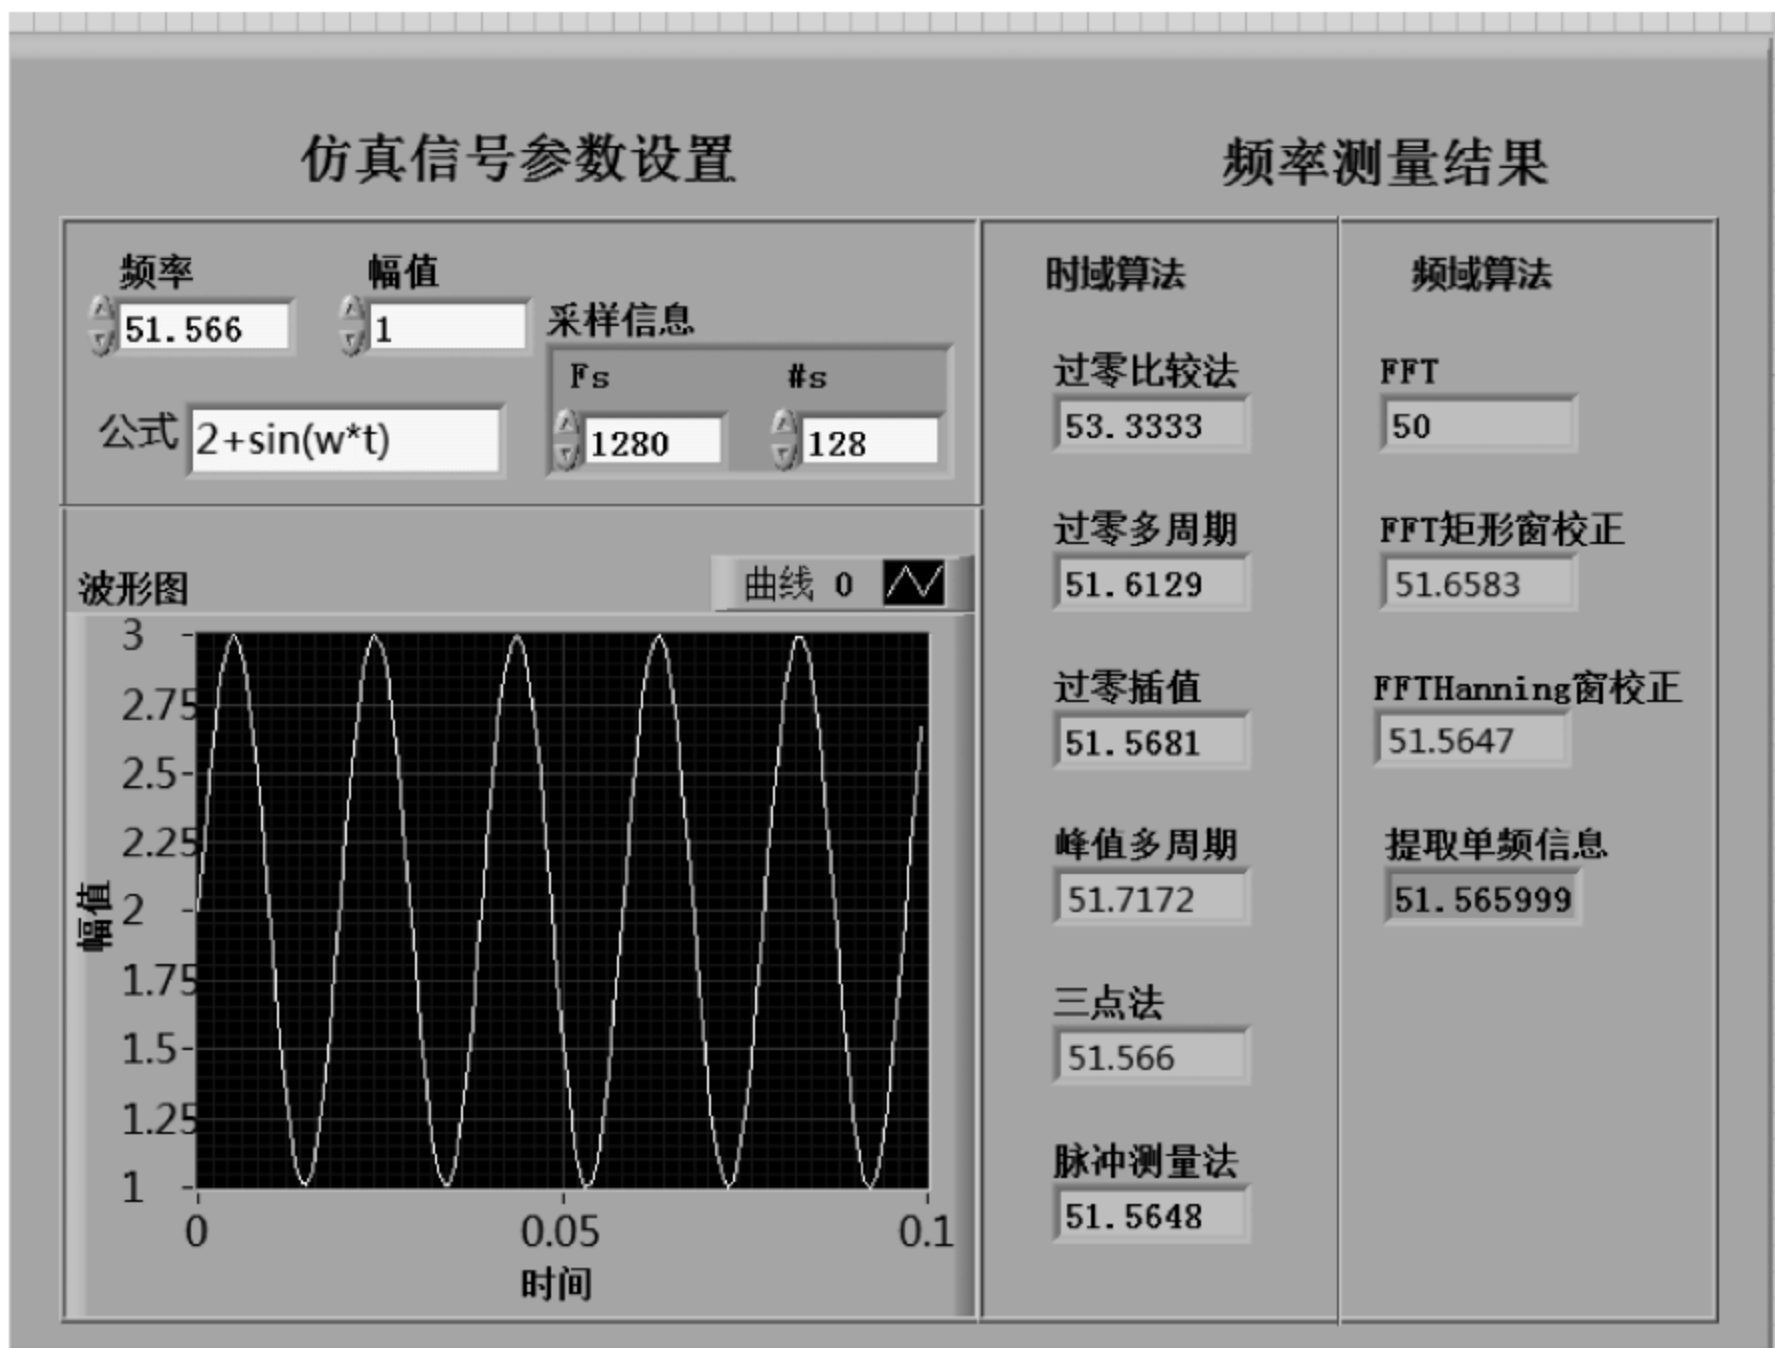 仿真信号参数设置
频率测量结果
频率
51.566
幅值
1
采样信息
Fs
#s
1280
128
公式
2+sin(w*t)
波形图
曲线 0
3
2.75
2.5
2.25
2
1.75
1.5
1.25
1
幅值
0
0.05
0.1
时间
时域算法
过零比较法
53.3333
过零多周期
51.6129
过零插值
51.5681
峰值多周期
51.7172
三点法
51.566
脉冲测量法
51.5648
频域算法
FFT
50
FFT矩形窗校正
51.6583
FFTHanning窗校正
51.5647
提取单频信息
51.565999